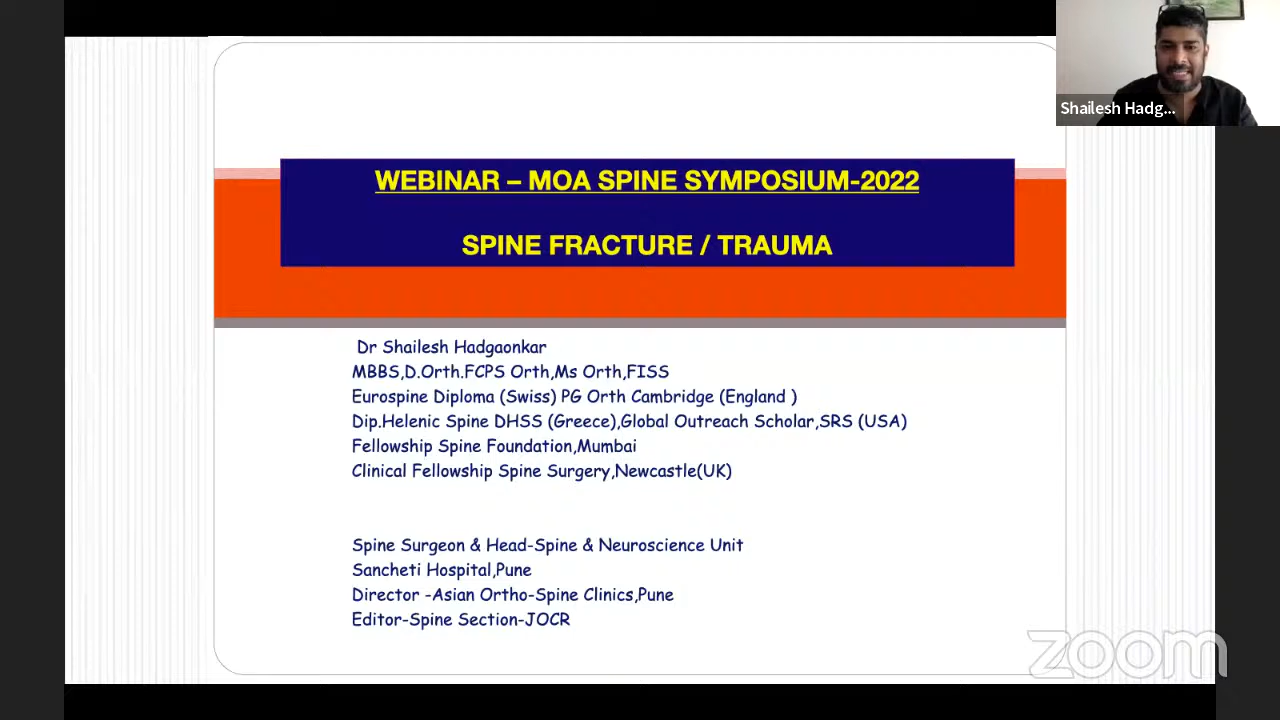 Shailesh Hadg...
WEBINAR – MOA SPINE SYMPOSIUM-2022
SPINE FRACTURE / TRAUMA
Dr Shailesh Hadgaonkar
MBBS,D.Orth.FCPS Orth,Ms Orth,FISS
Eurospine Diploma (Swiss) PG Orth Cambridge (England )
Dip.Helenic Spine DHSS (Greece),Global Outreach Scholar,SRS (USA)
Fellowship Spine Foundation,Mumbai
Clinical Fellowship Spine Surgery,Newcastle(UK)
Spine Surgeon & Head-Spine & Neuroscience Unit
Sancheti Hospital,Pune
Director -Asian Ortho-Spine Clinics,Pune
Editor-Spine Section-JOCR
zoom